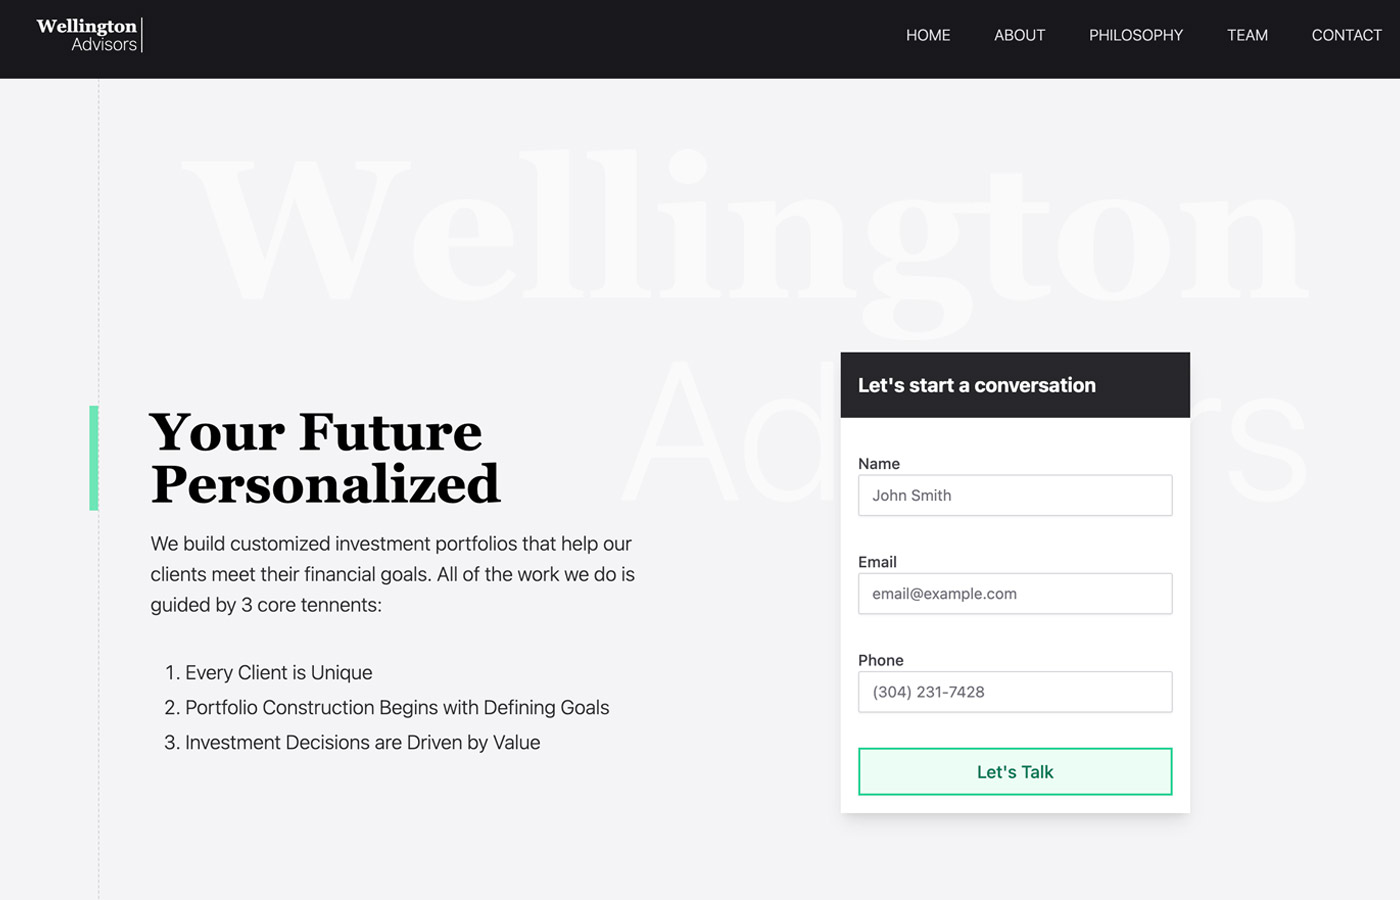 Wellington
Advisors
HOME ABOUT PHILOSOPHY TEAM CONTACT
Wellington
Ad rs
Your Future
Personalized
We build customized investment portfolios that help our
clients meet their financial goals. All of the work we do is
guided by 3 core tennents:
1. Every Client is Unique
2. Portfolio Construction Begins with Defining Goals
3. Investment Decisions are Driven by Value
Let's start a conversation
Name
John Smith
Email
email@example.com
Phone
(304) 231-7428
Let's Talk